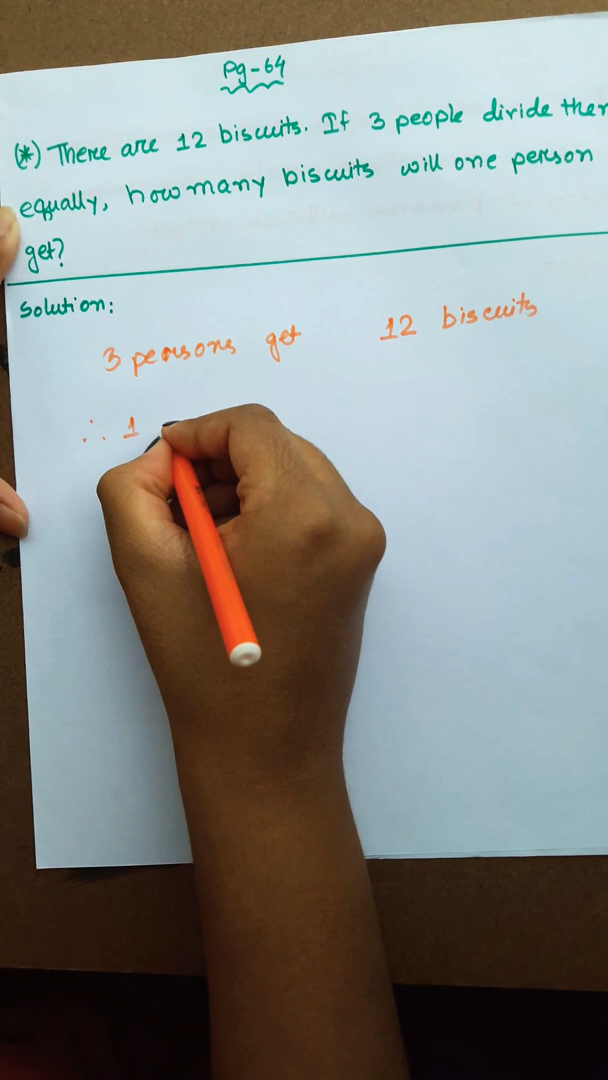 Pg-64
(*) There are 12 biscuits. If 3 people divide
equally, how many biscuits will one person
get?
Solution:
3 persons get 12 biscuits
∴ 1